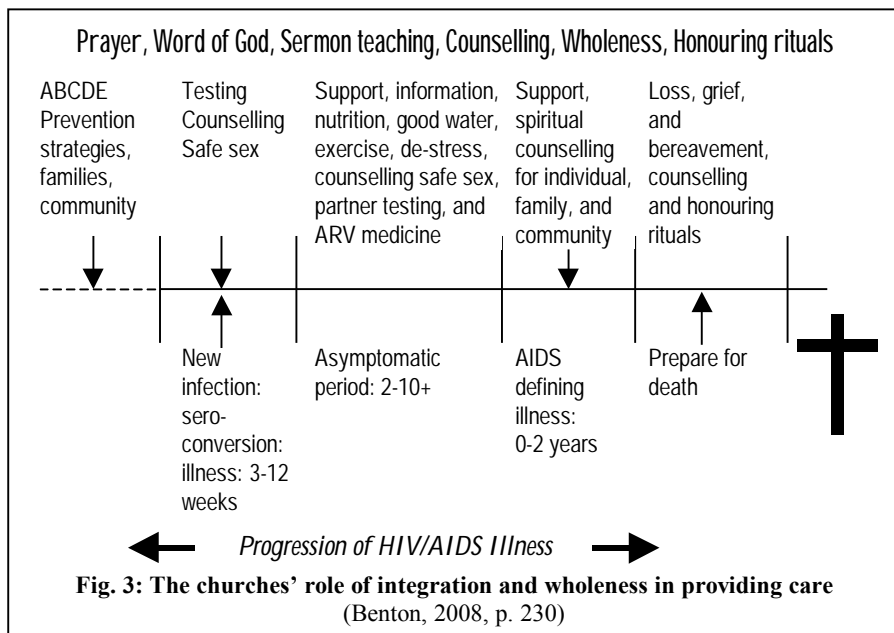 Prayer, Word of God, Sermon teaching, Counselling, Wholeness, Honouring rituals
ABCDE
Prevention
strategies,
families,
community
Testing
Counselling
Safe sex
Support, information,
nutrition, good water,
exercise, de-stress,
counselling safe sex,
partner testing, and
ARV medicine
Support,
spiritual
counselling
for individual,
family, and
community
Loss, grief,
and
bereavement,
counselling
and honouring
rituals
New
infection:
sero-
conversion:
illness: 3-12
weeks
Asymptomatic
period: 2-10+
AIDS
defining
illness:
0-2 years
Prepare for
death
Progression of HIV/AIDS Illness
Fig. 3: The churches' role of integration and wholeness in providing care
(Benton, 2008, p. 230)